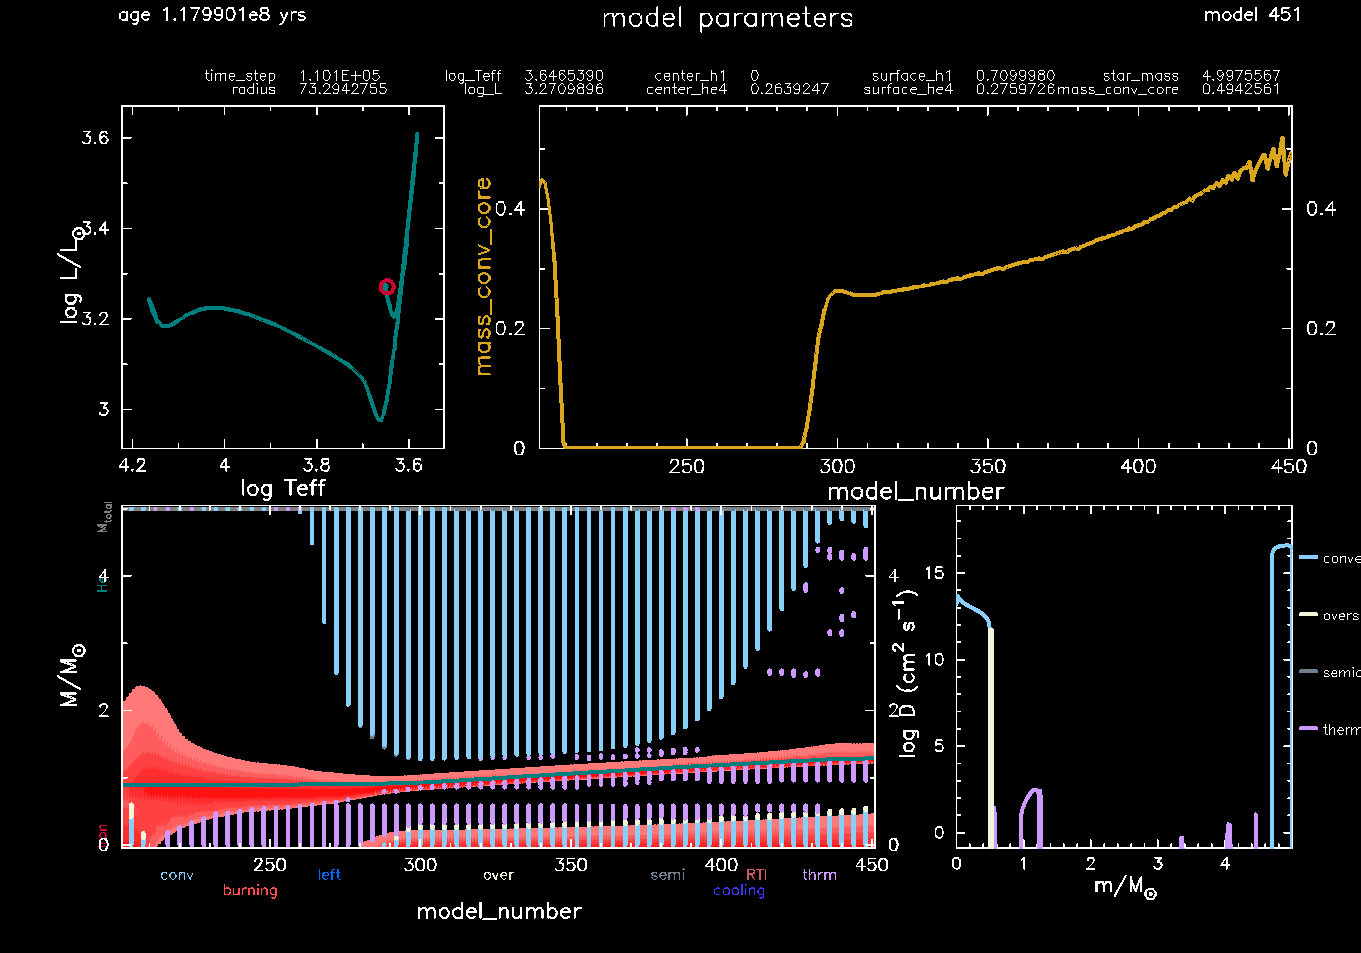 age 1.179901e8 yrs model parameters model 451
time_step 1.101E+05 log_Teff 3.6465390 center_h1 0 surface_h1 0.7099980 star_mass 4.9975567
radius 73.2942755 log_L 3.2709896 center_he4 0.2639247 surface_he4 0.2759726 mass_conv_core 0.4942561
log L/L☉
3.6
3.4
3.2
3
4.2 4 3.8 3.6
log Teff
mass_conv_core
0.4 0.4
0.2 0.2
0 0
250 300 350 400 450
model_number
M/M☉
Mtotal
He
4 4
2 2
0 0
250 300 350 400 450
conv left over semi RTI thrm
burning cooling
model_number
log D (cm² s⁻¹)
15
10
5
0
0 1 2 3 4
m/M☉
conve
overs
semic
therm